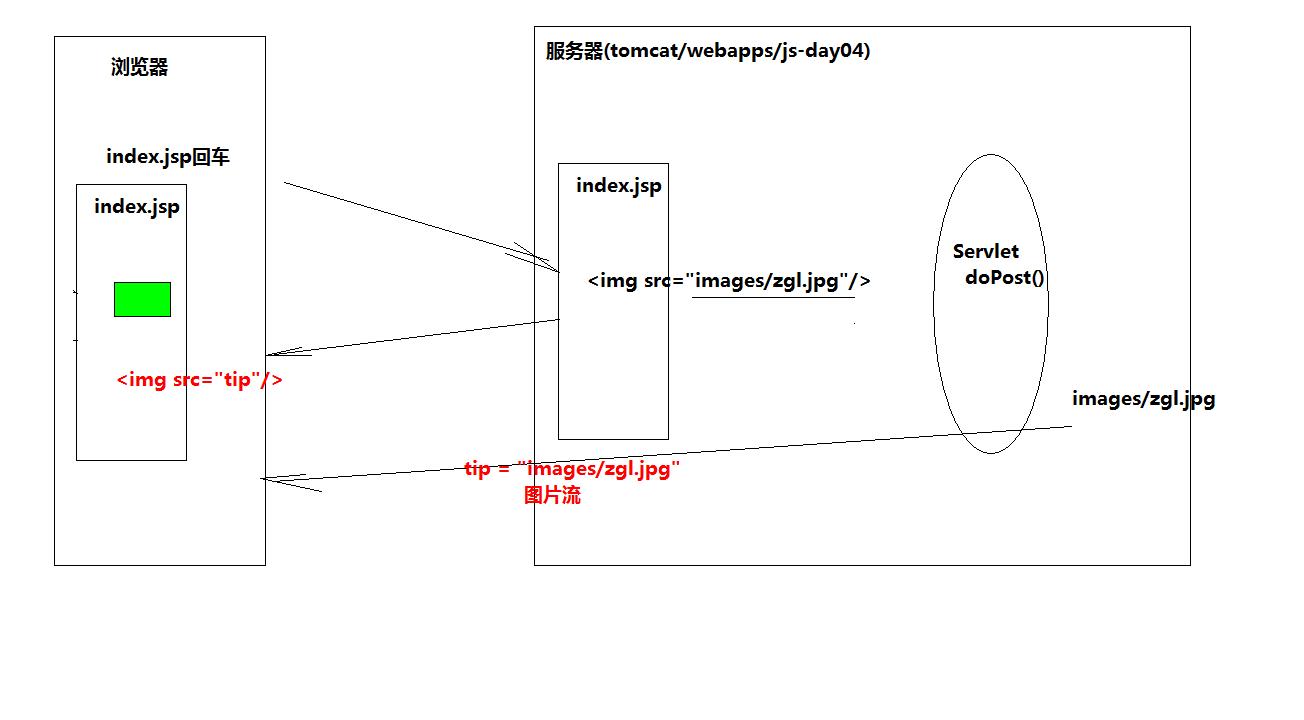 浏览器
index.jsp回车
index.jsp
<img src="tip"/>
服务器(tomcat/webapps/js-day04)
index.jsp
<img src="images/zgl.jpg"/>
Servlet
doPost()
images/zgl.jpg
tip = "images/zgl.jpg"
图片流